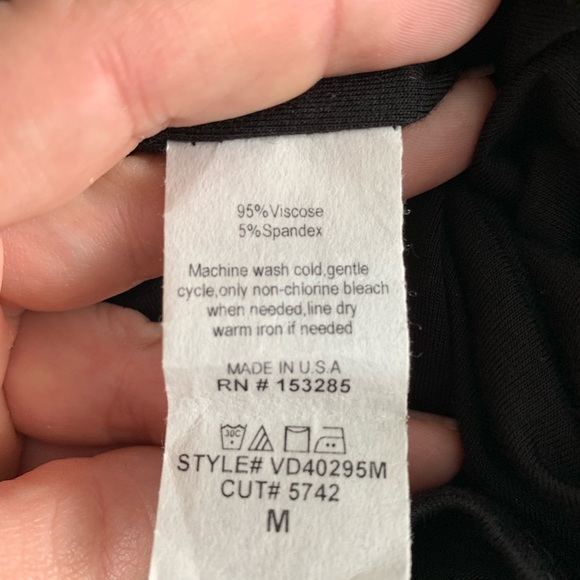 95%Viscose
5%Spandex
Machine wash cold,gentle
cycle,only non-chlorine bleach
when needed,line dry
warm iron if needed
MADE IN U.S.A
RN # 153285
30C
STYLE# VD40295M
CUT# 5742
M